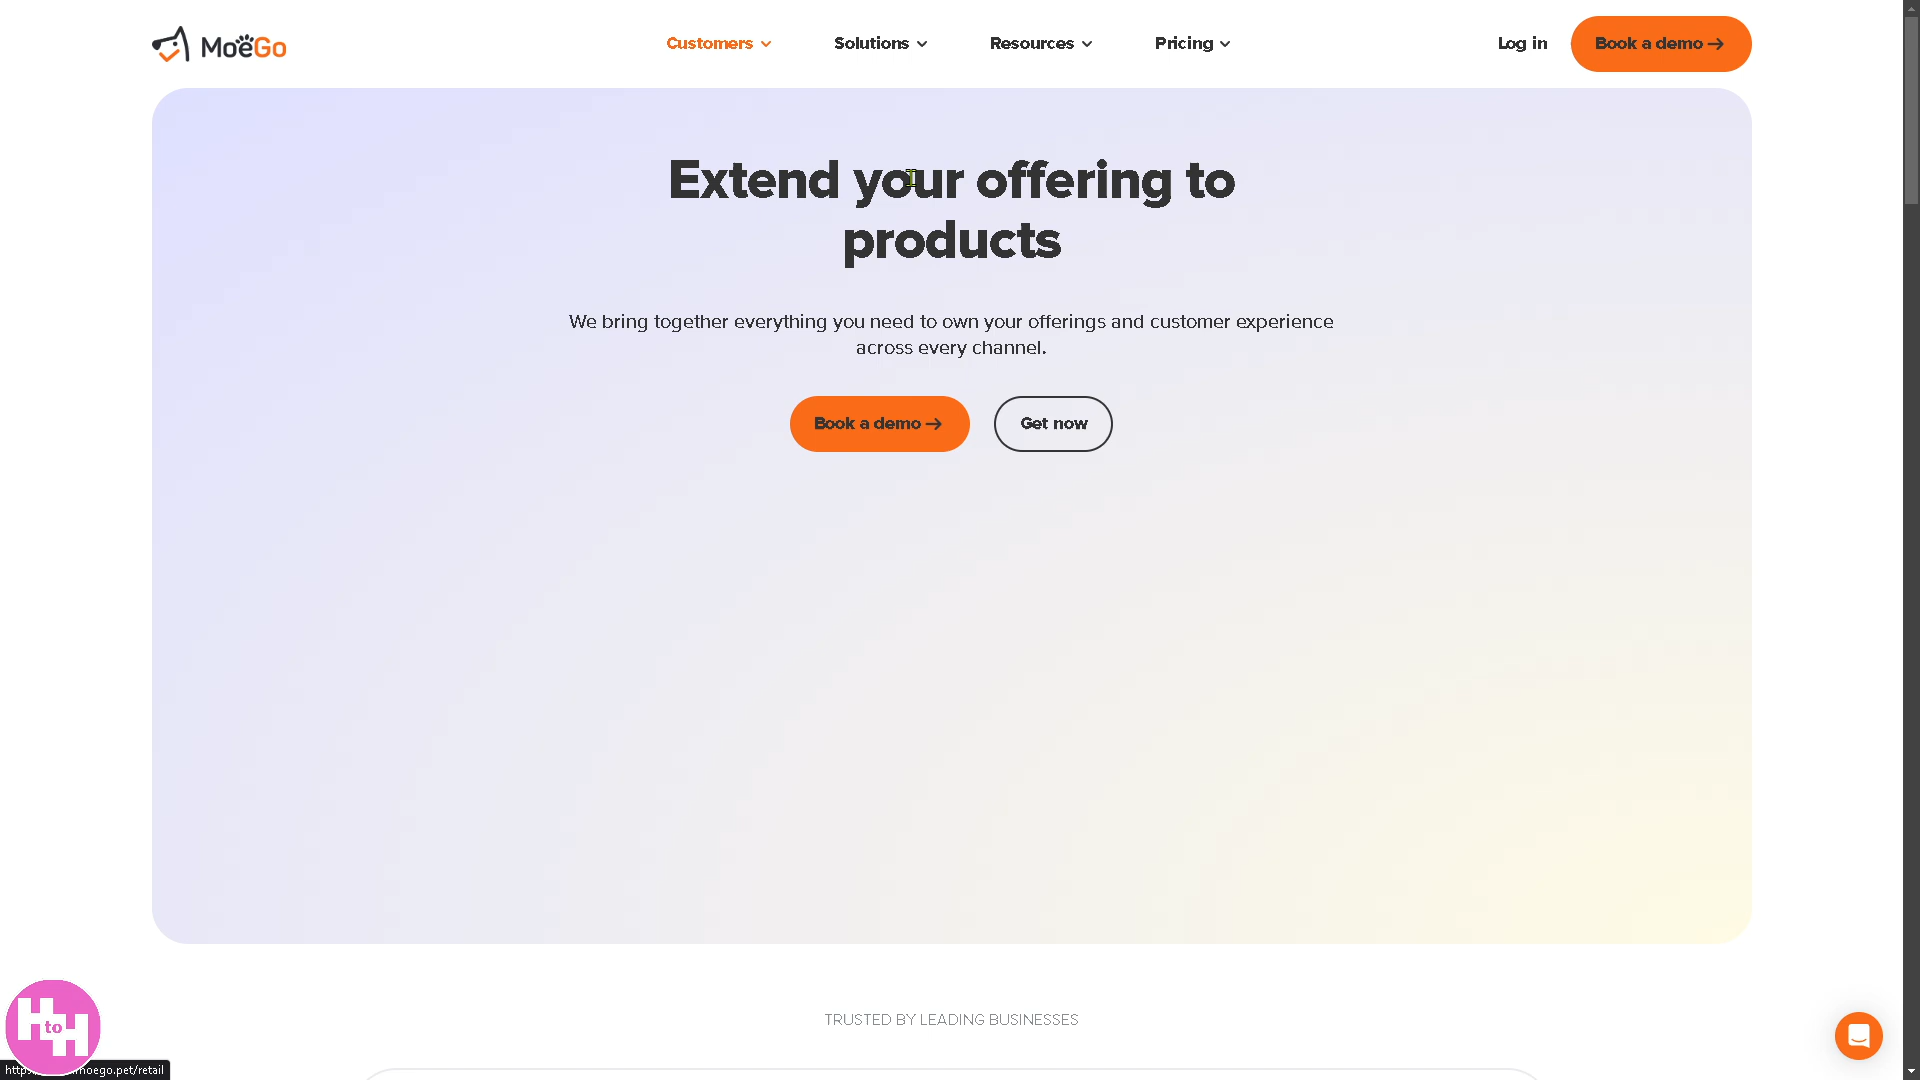 MoeGo
Customers
Solutions
Resources
Pricing
Log in
Book a demo →
Extend your offering to
products
We bring together everything you need to own your offerings and customer experience
across every channel.
Book a demo →
Get now
TRUSTED BY LEADING BUSINESSES
H to H
moego.pet/retail